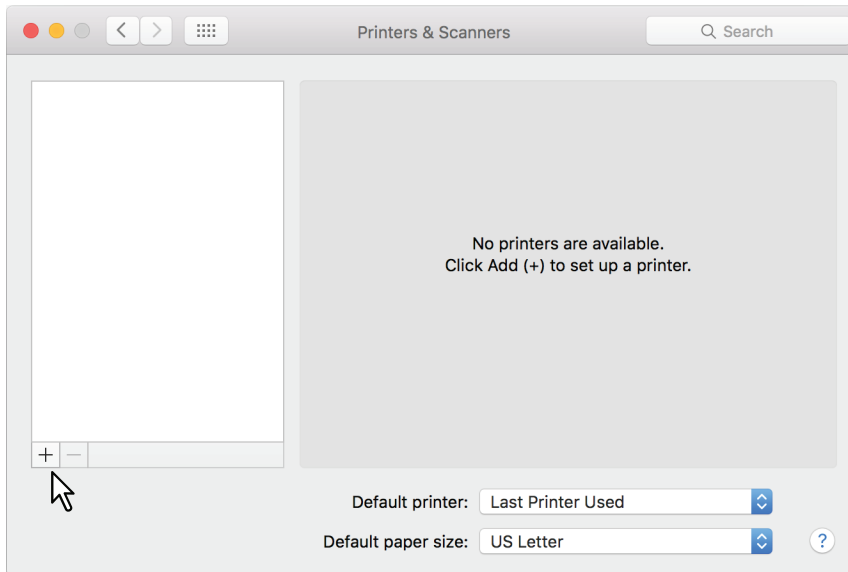 Printers & Scanners
Search
No printers are available.
Click Add (+) to set up a printer.
+ −
Default printer: Last Printer Used
Default paper size: US Letter
?